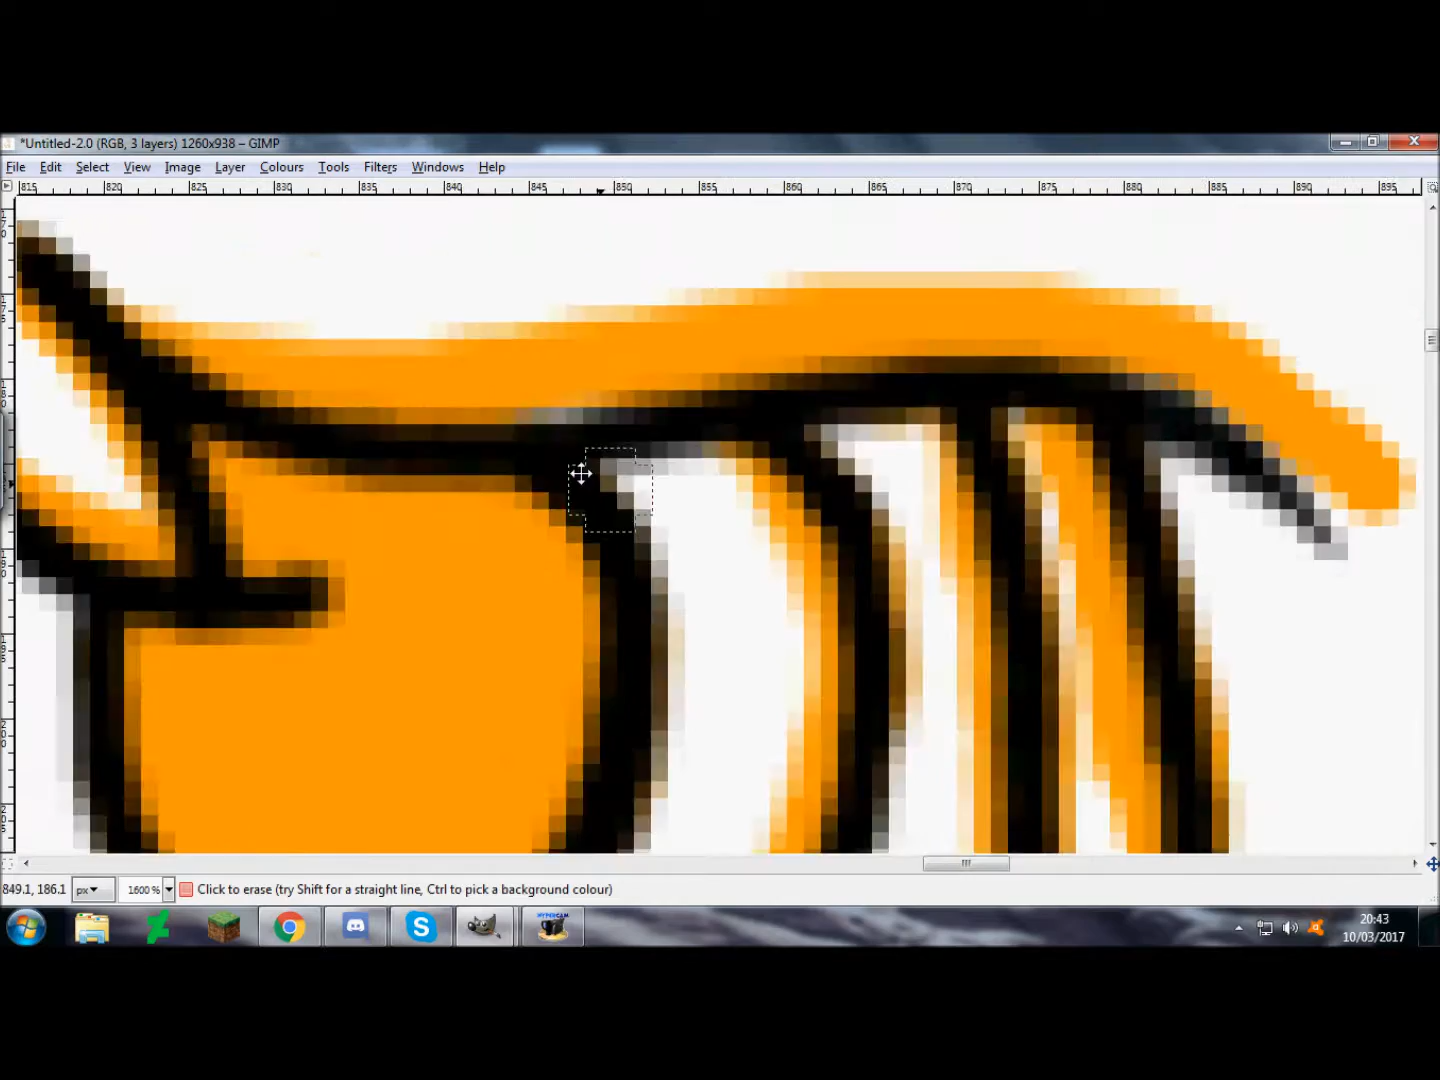 *Untitled-2.0 (RGB, 3 layers) 1260x938 – GIMP
File Edit Select View Image Layer Colours Tools Filters Windows Help
815 820 825 830 835 840 845 850 855 860 865 870 875 880 885 890 895
849.1, 186.1 px 1600 % Click to erase (try Shift for a straight line, Ctrl to pick a background colour)
HYPERCAM
20:43
10/03/2017